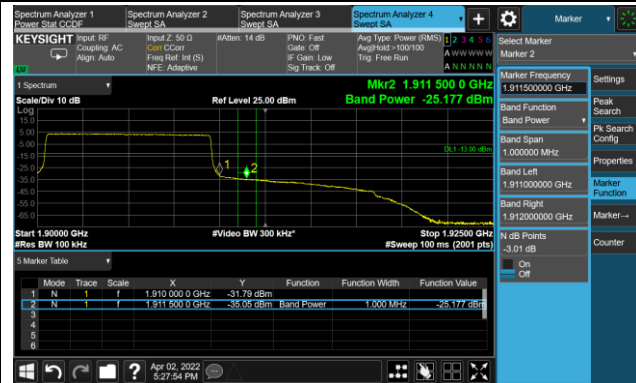 Spectrum Analyzer 1
Power Stat CCDF
Spectrum Analyzer 2
Swept SA
Spectrum Analyzer 3
Swept SA
Spectrum Analyzer 4
Swept SA
Marker
KEYSIGHT
Input: RF
Coupling: AC
Align: Auto
Input Z: 50 Ω
Corr CCorr
Freq Ref: Int (S)
NFE: Adaptive
#Atten: 14 dB
PNO: Fast
Gate: Off
IF Gain: Low
Sig Track: Off
Avg Type: Power (RMS)
Avg|Hold >100/100
Trig: Free Run
1 2 3 4 5 6
A W W W W W
A N N N N N
Select Marker
Marker 2
1 Spectrum
Scale/Div 10 dB
Ref Level 25.00 dBm
Mkr2 1.911 500 0 GHz
Band Power -25.177 dBm
Log
15.0
5.00
-5.00
-15.0
-25.0
-35.0
-45.0
-55.0
-65.0
DL1 -13.00 dBm
1
2
Start 1.90000 GHz
#Res BW 100 kHz
#Video BW 300 kHz*
Stop 1.92500 GHz
#Sweep 100 ms (2001 pts)
5 Marker Table
Mode Trace Scale X Y Function Function Width Function Value
1 N 1 f 1.910 000 0 GHz -31.79 dBm
2 N 1 f 1.911 500 0 GHz -35.05 dBm Band Power 1.000 MHz -25.177 dBm
3
4
5
6
Marker Frequency
1.911500000 GHz
Band Function
Band Power
Band Span
1.000000 MHz
Band Left
1.911000000 GHz
Band Right
1.912000000 GHz
N dB Points
-3.01 dB
On
Off
Settings
Peak
Search
Pk Search
Config
Properties
Marker
Function
Marker→
Counter
?
Apr 02, 2022
5:27:54 PM